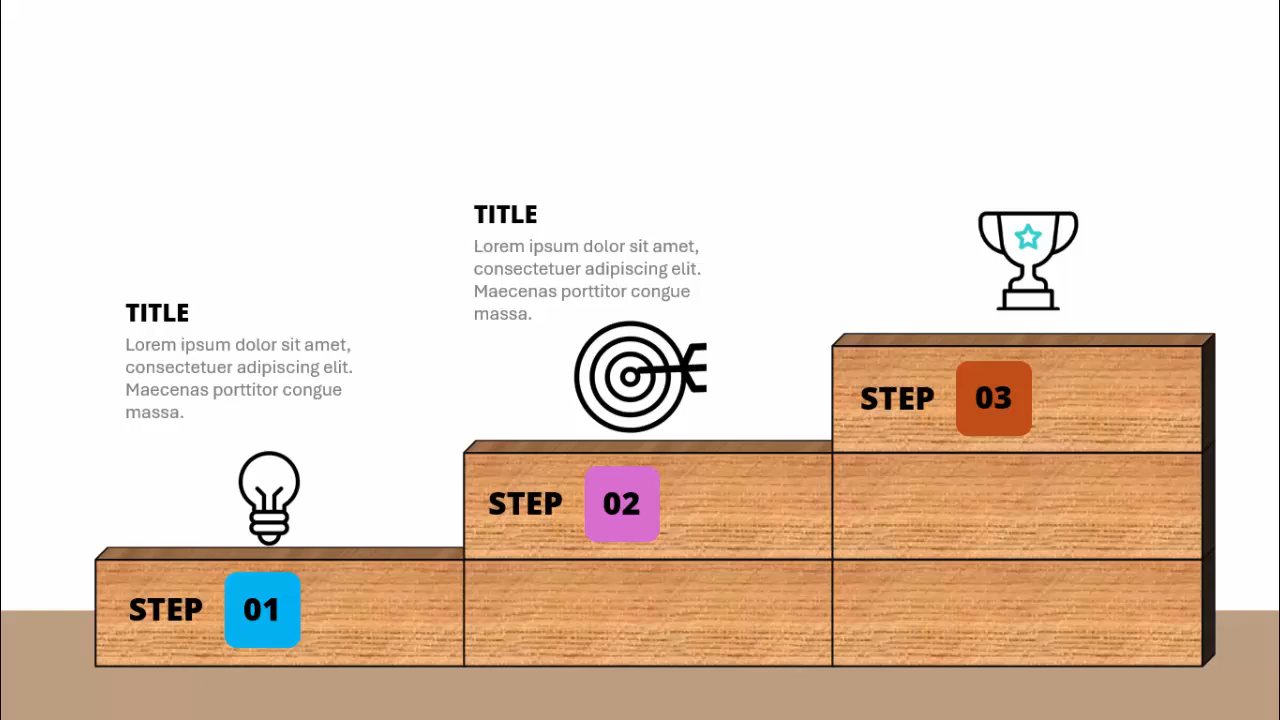 TITLE
Lorem ipsum dolor sit amet,
consectetuer adipiscing elit.
Maecenas porttitor congue
massa.
STEP 01
TITLE
Lorem ipsum dolor sit amet,
consectetuer adipiscing elit.
Maecenas porttitor congue
massa.
STEP 02
STEP 03